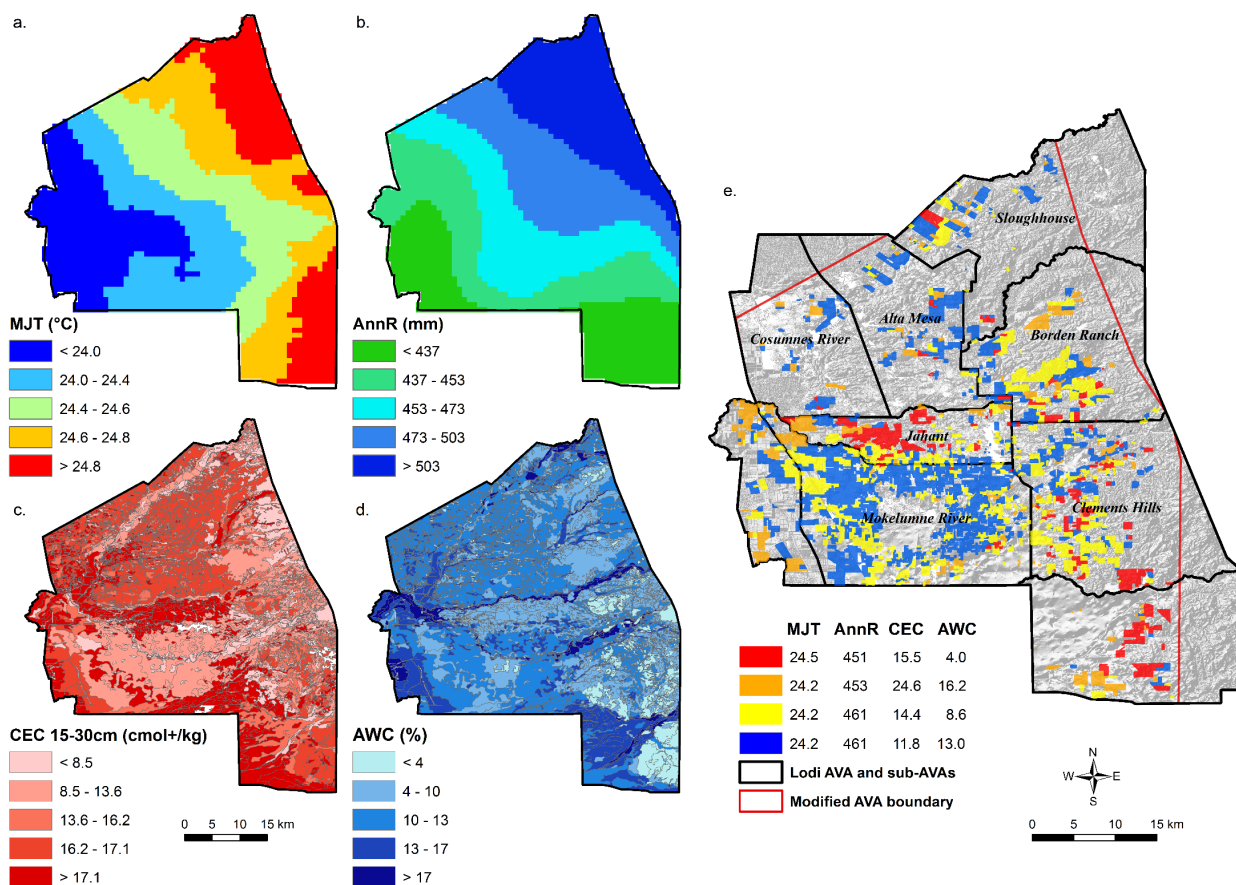 a.
MJT (°C)
< 24.0
24.0 - 24.4
24.4 - 24.6
24.6 - 24.8
> 24.8
b.
AnnR (mm)
< 437
437 - 453
453 - 473
473 - 503
> 503
c.
CEC 15-30cm (cmol+/kg)
< 8.5
8.5 - 13.6
13.6 - 16.2
16.2 - 17.1
> 17.1
0 5 10 15 km
d.
AWC (%)
< 4
4 - 10
10 - 13
13 - 17
> 17
e.
Sloughhouse
Alta Mesa
Cosumnes River
Borden Ranch
Jahant
Mokelumne River
Clements Hills
MJT AnnR CEC AWC
24.5 451 15.5 4.0
24.2 453 24.6 16.2
24.2 461 14.4 8.6
24.2 461 11.8 13.0
Lodi AVA and sub-AVAs
Modified AVA boundary
N
W E
S
0 5 10 15 km